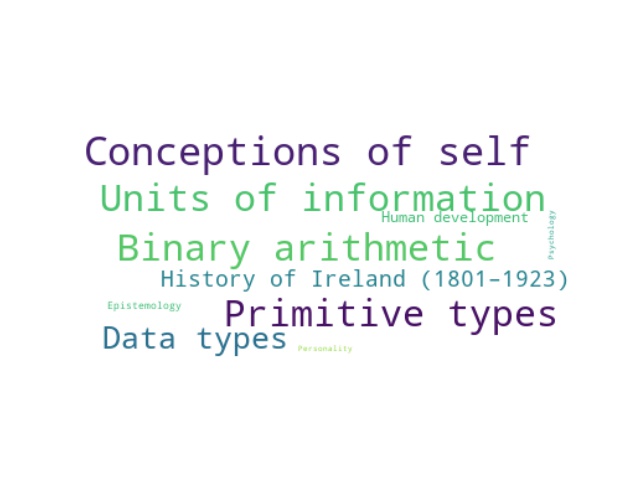 Conceptions of self
Units of information
Human development
Psychology
Binary arithmetic
History of Ireland (1801–1923)
Epistemology
Primitive types
Data types
Personality